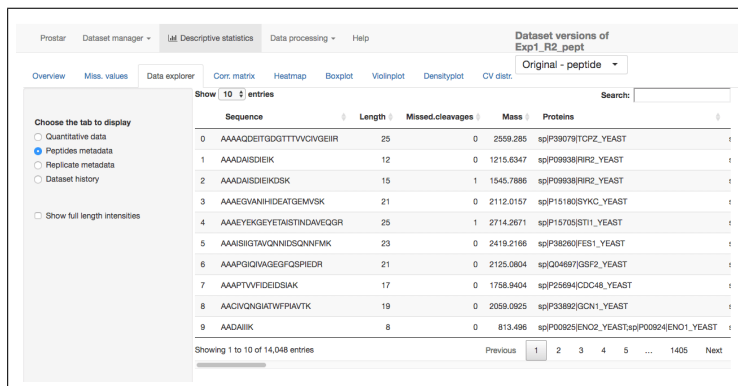 Prostar Dataset manager Descriptive statistics Data processing Help
Dataset versions of
Exp1_R2_pept
Original - peptide
Overview Miss. values Data explorer Corr. matrix Heatmap Boxplot Violinplot Densityplot CV distr.
Choose the tab to display
Quantitative data
Peptides metadata
Replicate metadata
Dataset history
Show full length intensities
Show 10 entries Search:
Sequence Length Missed.cleavages Mass Proteins
0 AAAAQDEITGDGTTTVVCIVGEIIR 25 0 2559.285 sp|P39079|TCPZ_YEAST s
1 AAADAISDIEIK 12 0 1215.6347 sp|P09938|RIR2_YEAST s
2 AAADAISDIEIKDSK 15 1 1545.7886 sp|P09938|RIR2_YEAST s
3 AAAEGVANIHIDEATGEMVSK 21 0 2112.0157 sp|P15180|SYKC_YEAST s
4 AAAEYEKGEYETAISTINDAVEQGR 25 1 2714.2671 sp|P15705|STI1_YEAST s
5 AAAISIIGTAVQNNIDSQNNFMK 23 0 2419.2166 sp|P38260|FES1_YEAST s
6 AAAPGIQIVAGEGFQSPIEDR 21 0 2125.0804 sp|Q04697|GSF2_YEAST s
7 AAAPTVVFIDEIDSIAK 17 0 1758.9404 sp|P25694|CDC48_YEAST s
8 AACIVQNGIATWFPIAVTK 19 0 2059.0925 sp|P33892|GCN1_YEAST s
9 AADAIIIK 8 0 813.496 sp|P00925|ENO2_YEAST;sp|P00924|ENO1_YEAST s
Showing 1 to 10 of 14,048 entries Previous 1 2 3 4 5 ... 1405 Next